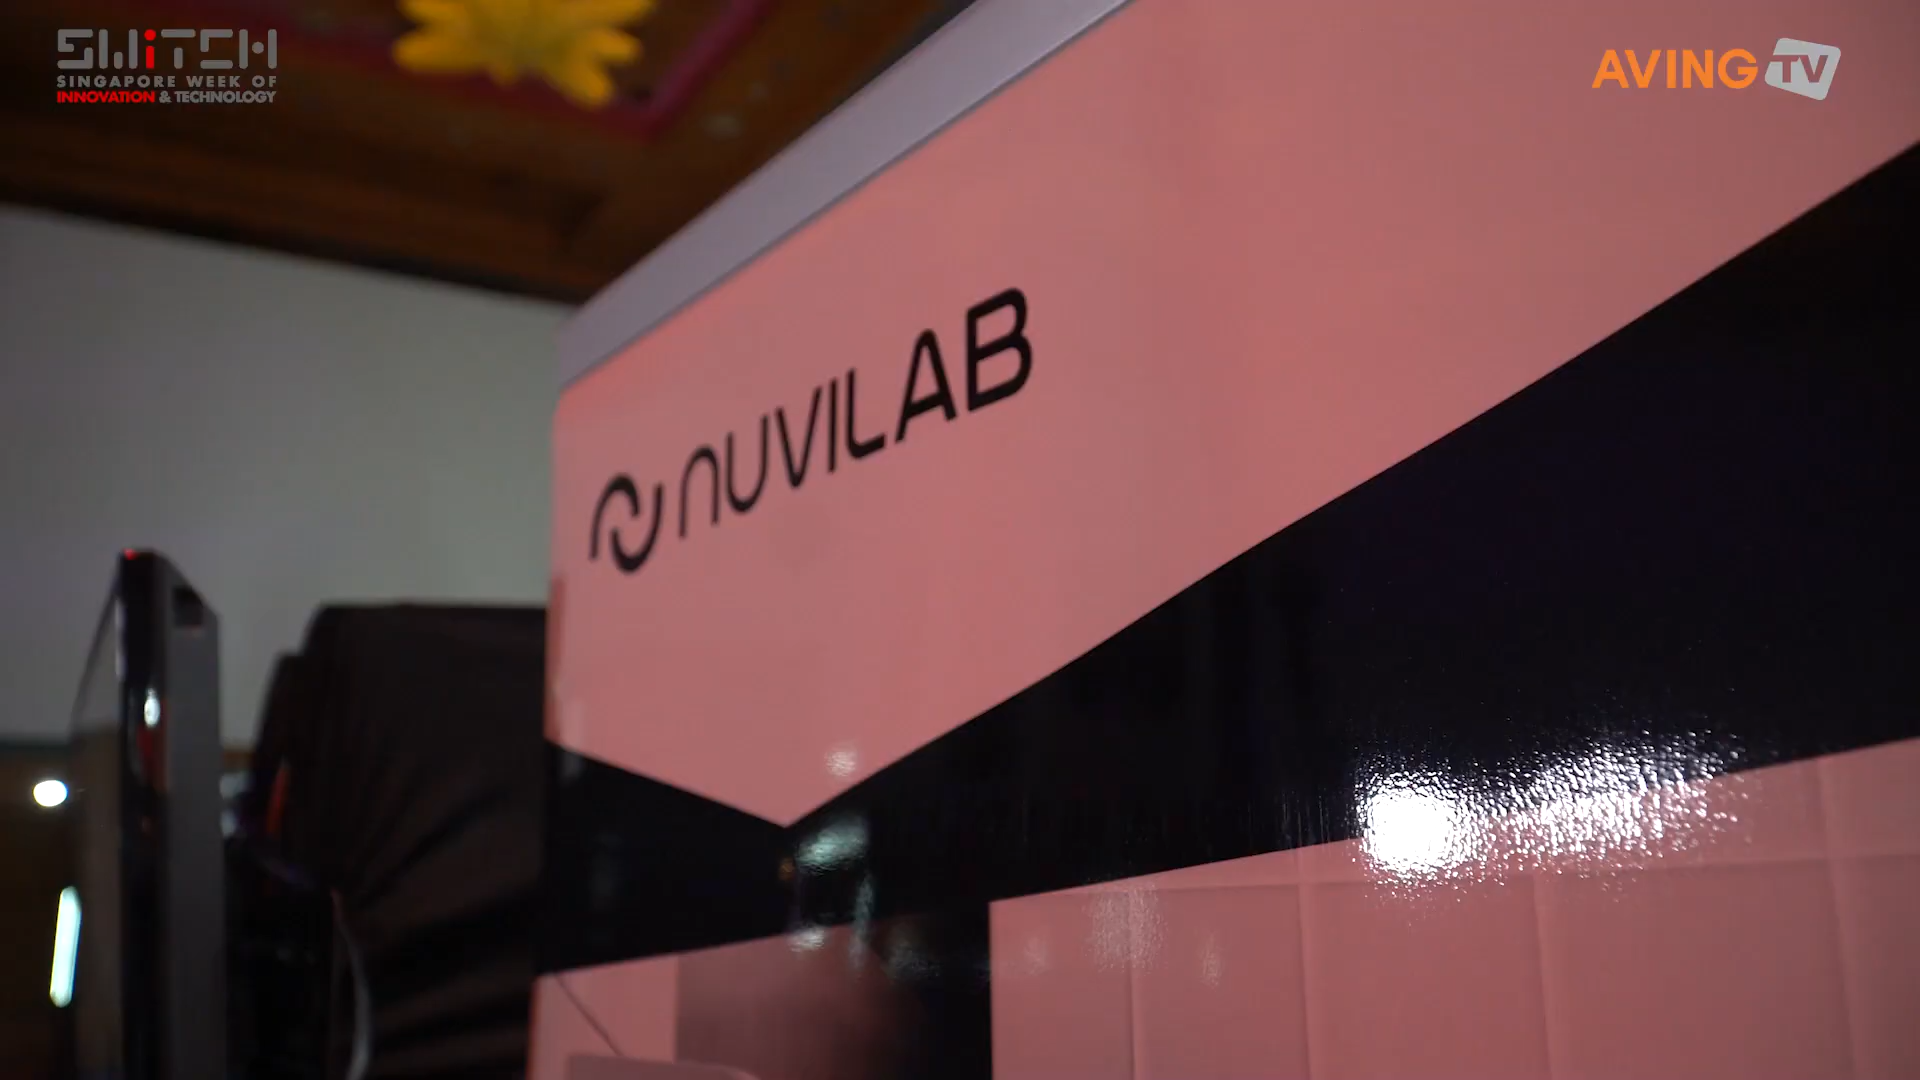 SWiTCH
SINGAPORE WEEK OF
INNOVATION & TECHNOLOGY
AVING TV
NUVILAB